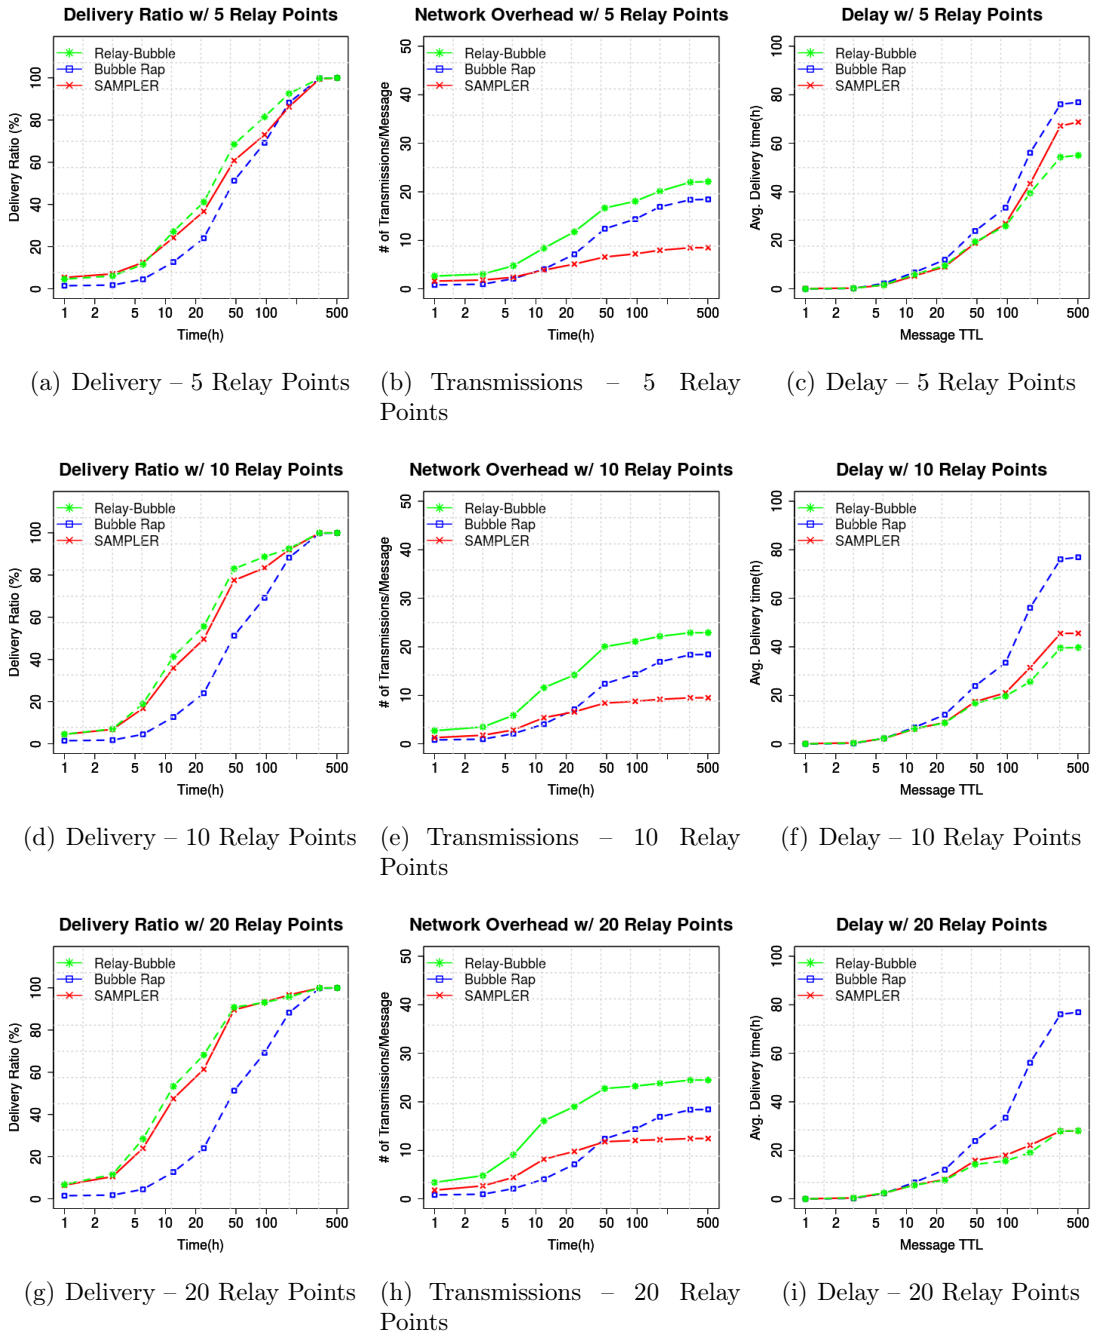 Delivery Ratio w/ 5 Relay Points
Delivery Ratio (%)
0 20 40 60 80 100
Relay-Bubble
Bubble Rap
SAMPLER
1 2 5 10 20 50 100 500
Time(h)
(a) Delivery – 5 Relay Points
Network Overhead w/ 5 Relay Points
# of Transmissions/Message
0 10 20 30 40 50
Relay-Bubble
Bubble Rap
SAMPLER
1 2 5 10 20 50 100 500
Time(h)
(b) Transmissions – 5 Relay
Points
Delay w/ 5 Relay Points
Avg. Delivery time(h)
0 20 40 60 80 100
Relay-Bubble
Bubble Rap
SAMPLER
1 2 5 10 20 50 100 500
Message TTL
(c) Delay – 5 Relay Points
Delivery Ratio w/ 10 Relay Points
Delivery Ratio (%)
0 20 40 60 80 100
Relay-Bubble
Bubble Rap
SAMPLER
1 2 5 10 20 50 100 500
Time(h)
(d) Delivery – 10 Relay Points
Network Overhead w/ 10 Relay Points
# of Transmissions/Message
0 10 20 30 40 50
Relay-Bubble
Bubble Rap
SAMPLER
1 2 5 10 20 50 100 500
Time(h)
(e) Transmissions – 10 Relay
Points
Delay w/ 10 Relay Points
Avg. Delivery time(h)
0 20 40 60 80 100
Relay-Bubble
Bubble Rap
SAMPLER
1 2 5 10 20 50 100 500
Message TTL
(f) Delay – 10 Relay Points
Delivery Ratio w/ 20 Relay Points
Delivery Ratio (%)
0 20 40 60 80 100
Relay-Bubble
Bubble Rap
SAMPLER
1 2 5 10 20 50 100 500
Time(h)
(g) Delivery – 20 Relay Points
Network Overhead w/ 20 Relay Points
# of Transmissions/Message
0 10 20 30 40 50
Relay-Bubble
Bubble Rap
SAMPLER
1 2 5 10 20 50 100 500
Time(h)
(h) Transmissions – 20 Relay
Points
Delay w/ 20 Relay Points
Avg. Delivery time(h)
0 20 40 60 80 100
Relay-Bubble
Bubble Rap
SAMPLER
1 2 5 10 20 50 100 500
Message TTL
(i) Delay – 20 Relay Points